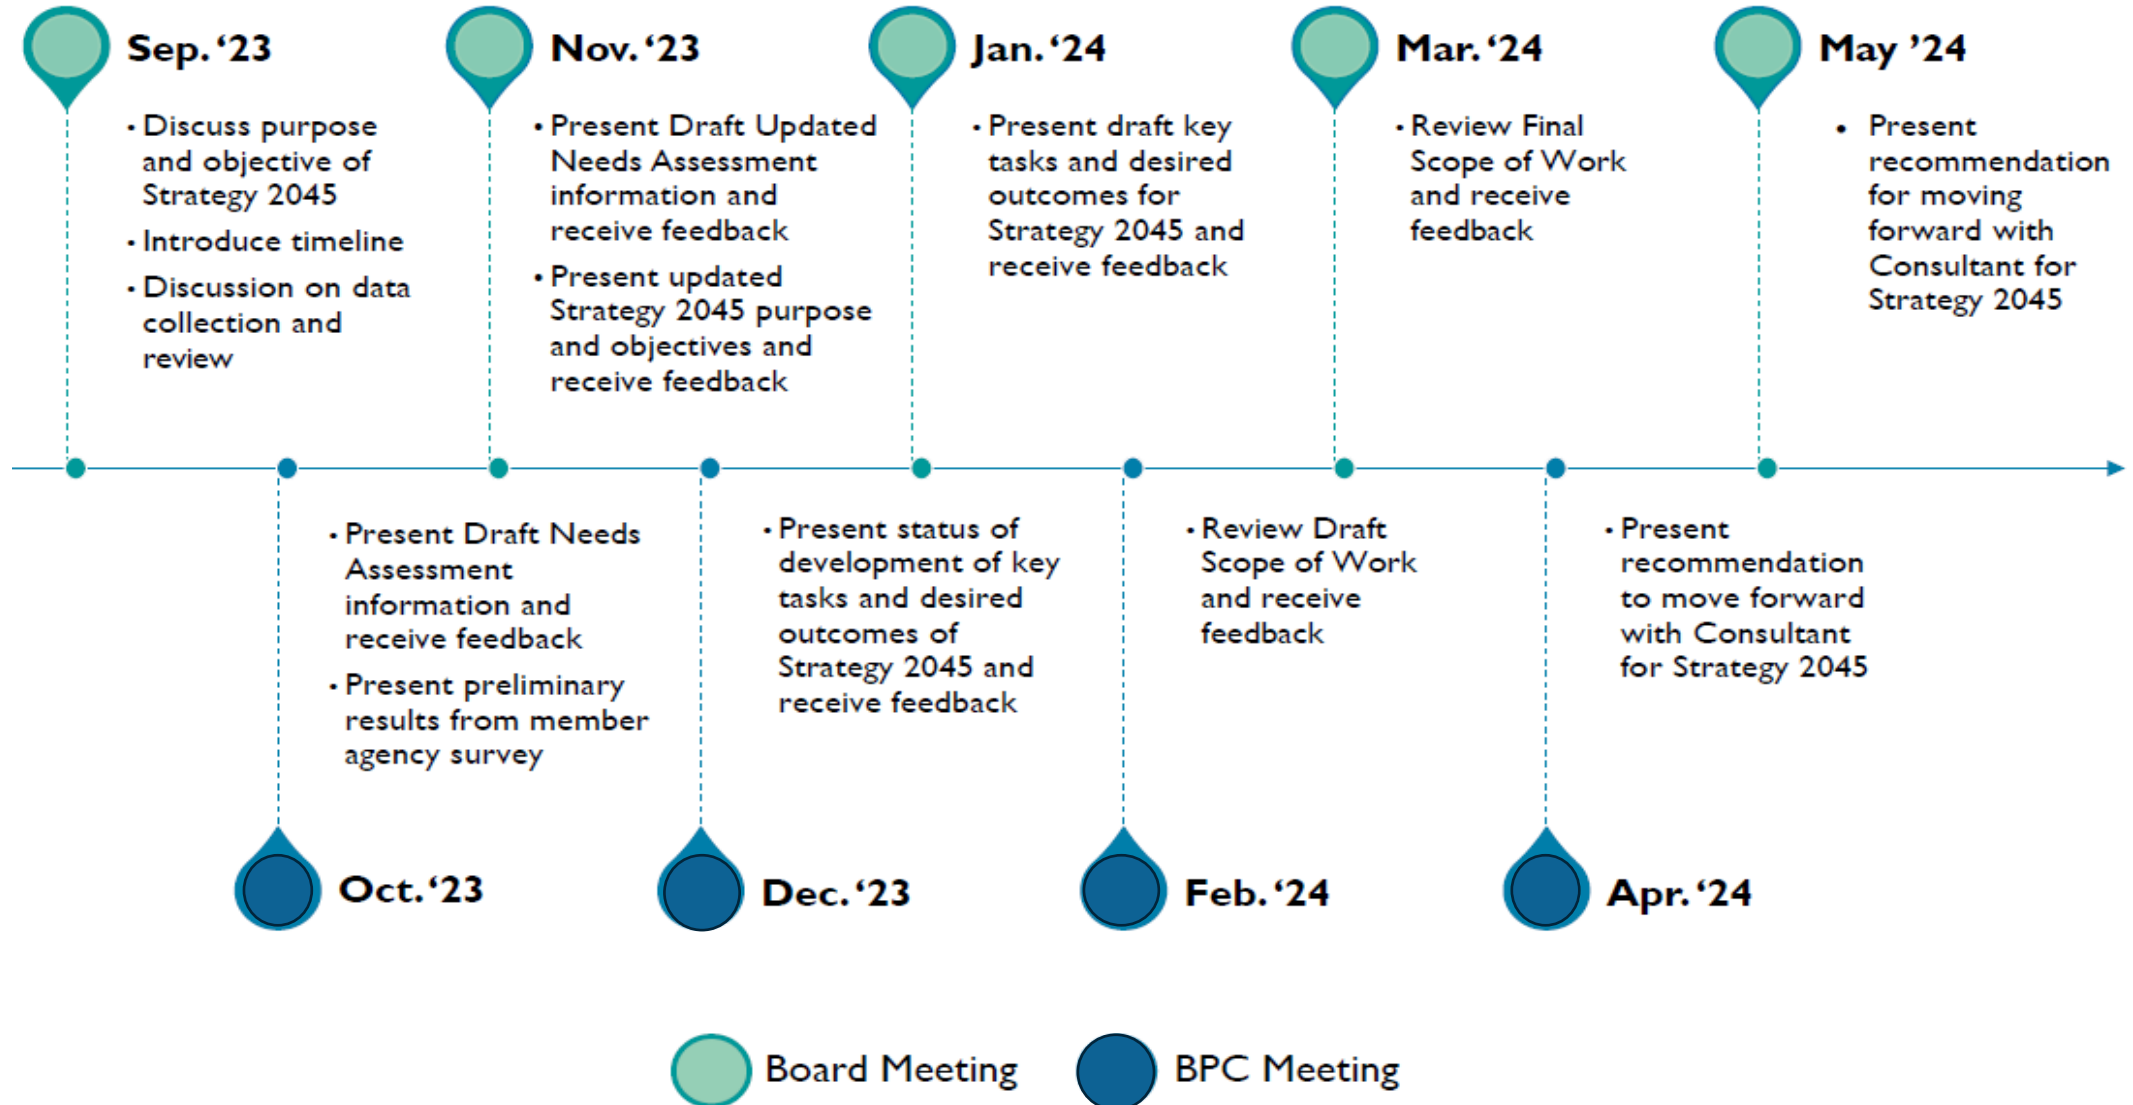 Sep. ‘23
• Discuss purpose
and objective of
Strategy 2045
• Introduce timeline
• Discussion on data
collection and
review
Nov. ‘23
• Present Draft Updated
Needs Assessment
information and
receive feedback
• Present updated
Strategy 2045 purpose
and objectives and
receive feedback
Jan. ‘24
• Present draft key
tasks and desired
outcomes for
Strategy 2045 and
receive feedback
Mar. ‘24
• Review Final
Scope of Work
and receive
feedback
May ’24
• Present
recommendation
for moving
forward with
Consultant for
Strategy 2045
• Present Draft Needs
Assessment
information and
receive feedback
• Present preliminary
results from member
agency survey
Oct. ‘23
• Present status of
development of key
tasks and desired
outcomes of
Strategy 2045 and
receive feedback
Dec. ‘23
• Review Draft
Scope of Work
and receive
feedback
Feb. ‘24
• Present
recommendation
to move forward
with Consultant
for Strategy 2045
Apr. ‘24
Board Meeting
BPC Meeting